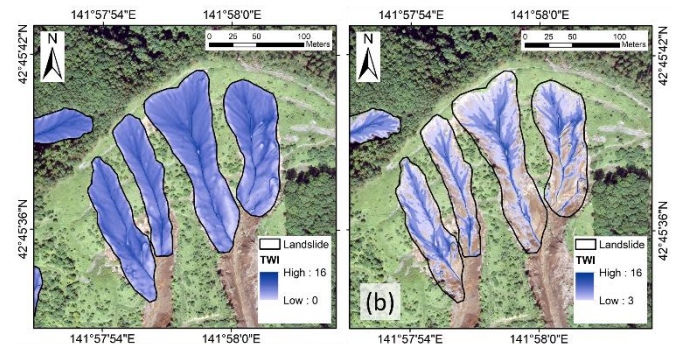 141°57'54"E 141°58'0"E 141°57'54"E 141°58'0"E
N
0 25 50 100
Meters
N
0 25 50 100
Meters
42°45'42"N
42°45'36"N
42°45'42"N
42°45'36"N
Landslide
TWI
High : 16
Low : 0
(b)
Landslide
TWI
High : 16
Low : 3
141°57'54"E 141°58'0"E 141°57'54"E 141°58'0"E